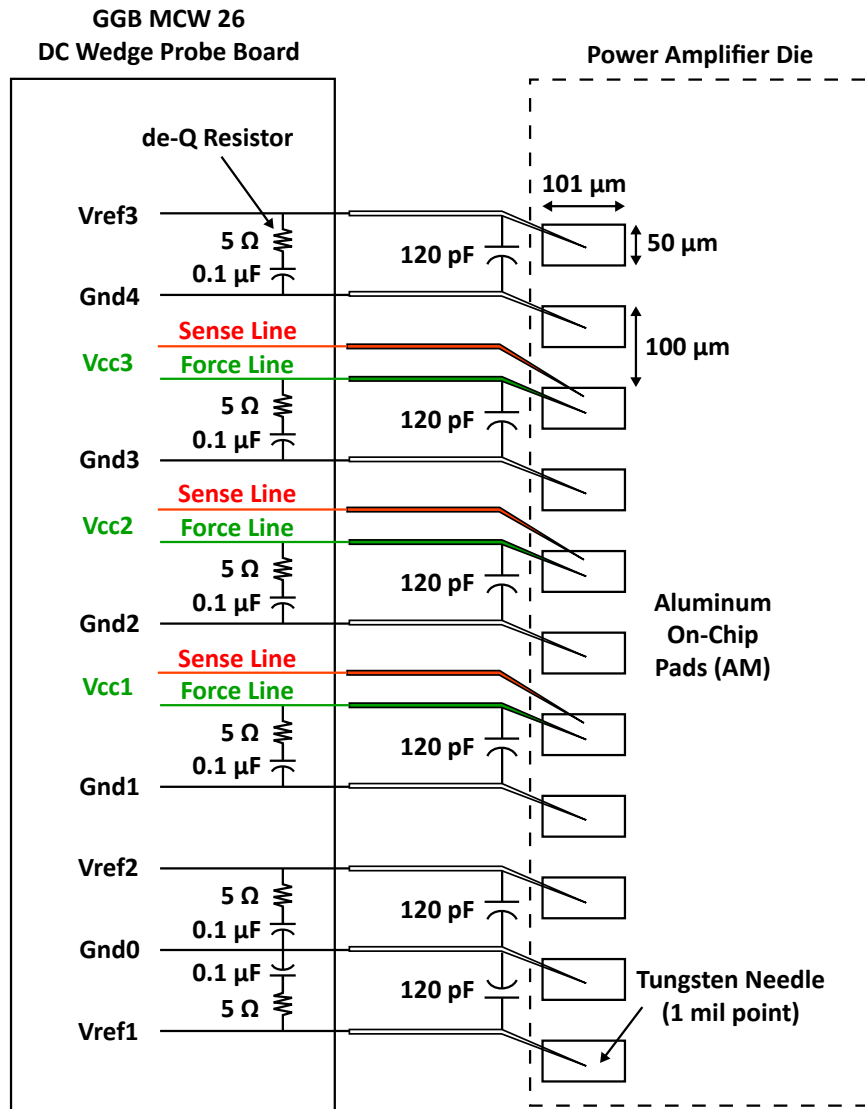 GGB MCW 26
DC Wedge Probe Board
Power Amplifier Die
de-Q Resistor
101 µm
Vref3
5 Ω
120 pF
50 µm
0.1 µF
Gnd4
Sense Line
100 µm
Vcc3
Force Line
5 Ω
120 pF
0.1 µF
Gnd3
Sense Line
Vcc2
Force Line
5 Ω
120 pF
0.1 µF
Aluminum
On-Chip
Pads (AM)
Gnd2
Sense Line
Vcc1
Force Line
5 Ω
120 pF
0.1 µF
Gnd1
Vref2
5 Ω
120 pF
0.1 µF
Gnd0
0.1 µF
120 pF
5 Ω
Tungsten Needle
(1 mil point)
Vref1